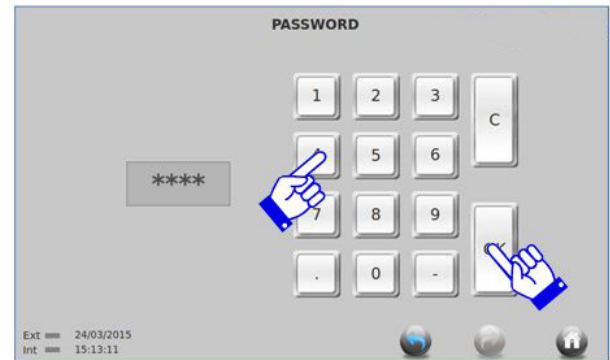 PASSWORD
1 2 3 C
5 6
****
7 8 9
. 0 -
Ext 24/03/2015
Int 15:13:11